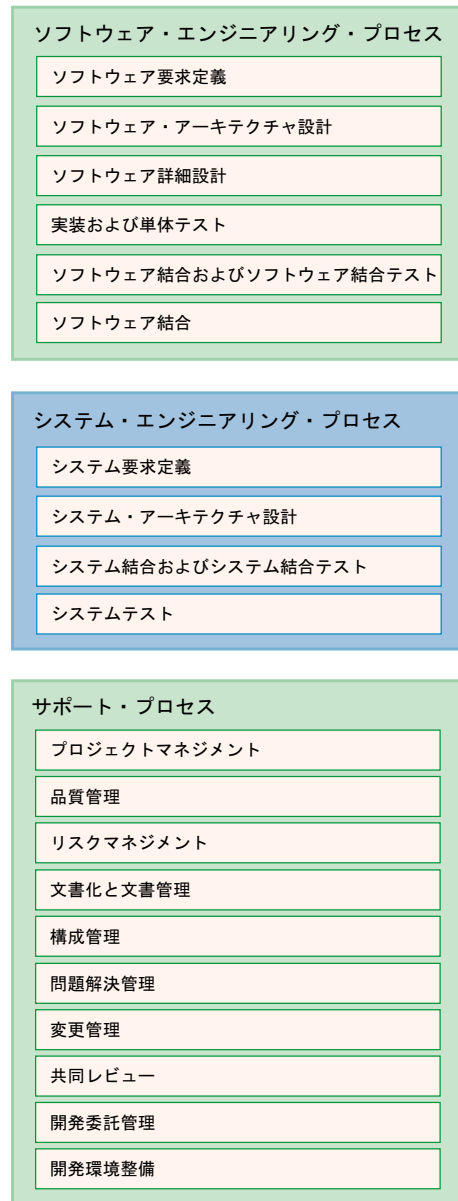 ソフトウェア・エンジニアリング・プロセス
ソフトウェア要求定義
ソフトウェア・アーキテクチャ設計
ソフトウェア詳細設計
実装および単体テスト
ソフトウェア結合およびソフトウェア結合テスト
ソフトウェア結合
システム・エンジニアリング・プロセス
システム要求定義
システム・アーキテクチャ設計
システム結合およびシステム結合テスト
システムテスト
サポート・プロセス
プロジェクトマネジメント
品質管理
リスクマネジメント
文書化と文書管理
構成管理
問題解決管理
変更管理
共同レビュー
開発委託管理
開発環境整備